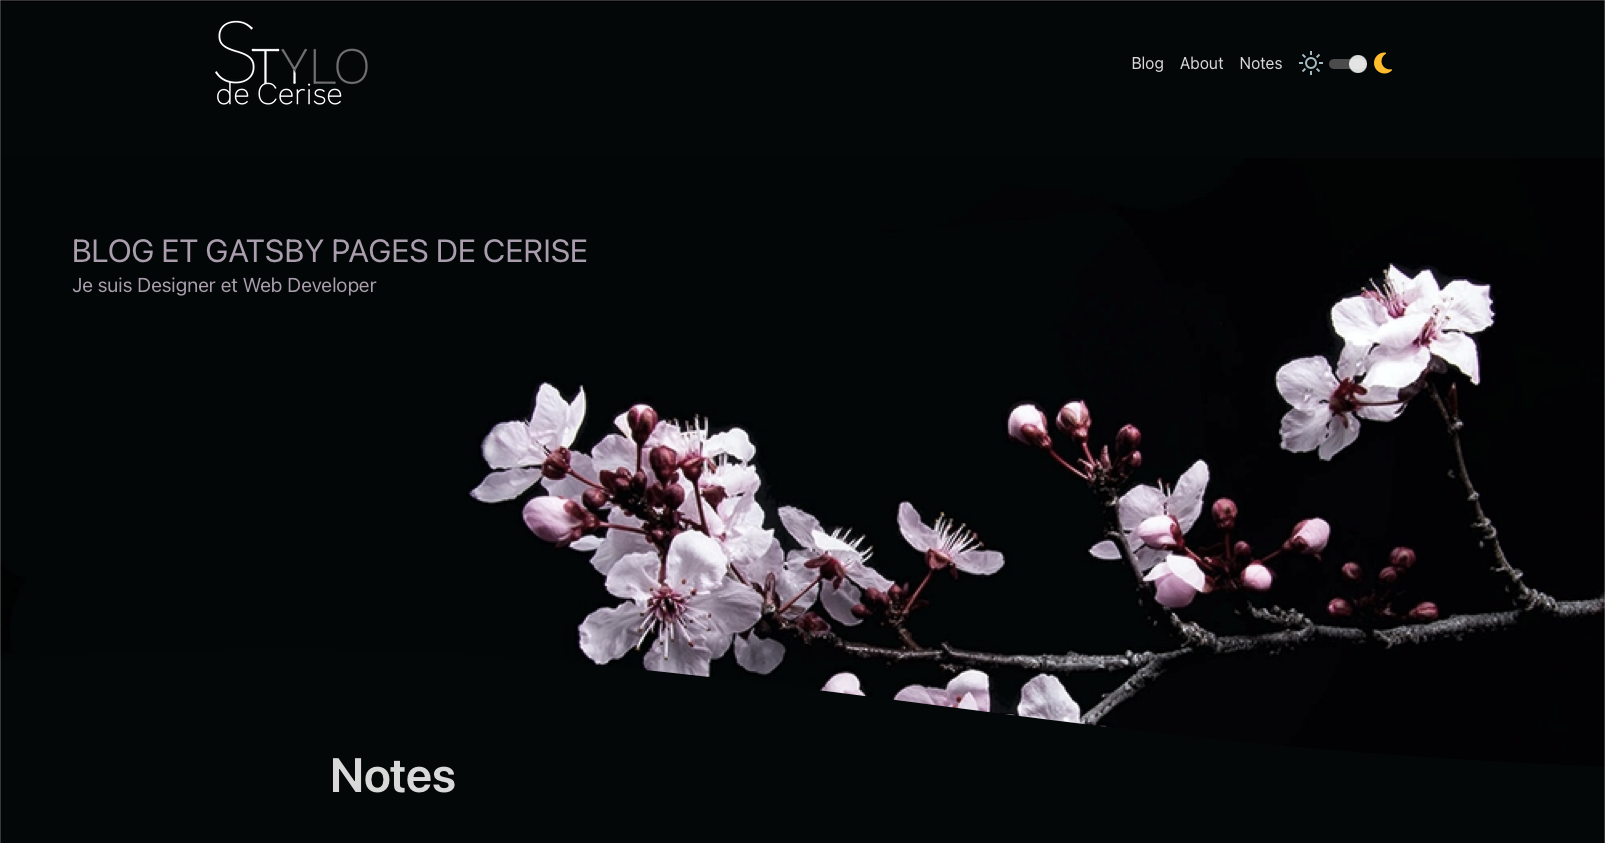 STYLO
de Cerise
Blog About Notes
BLOG ET GATSBY PAGES DE CERISE
Je suis Designer et Web Developer
Notes